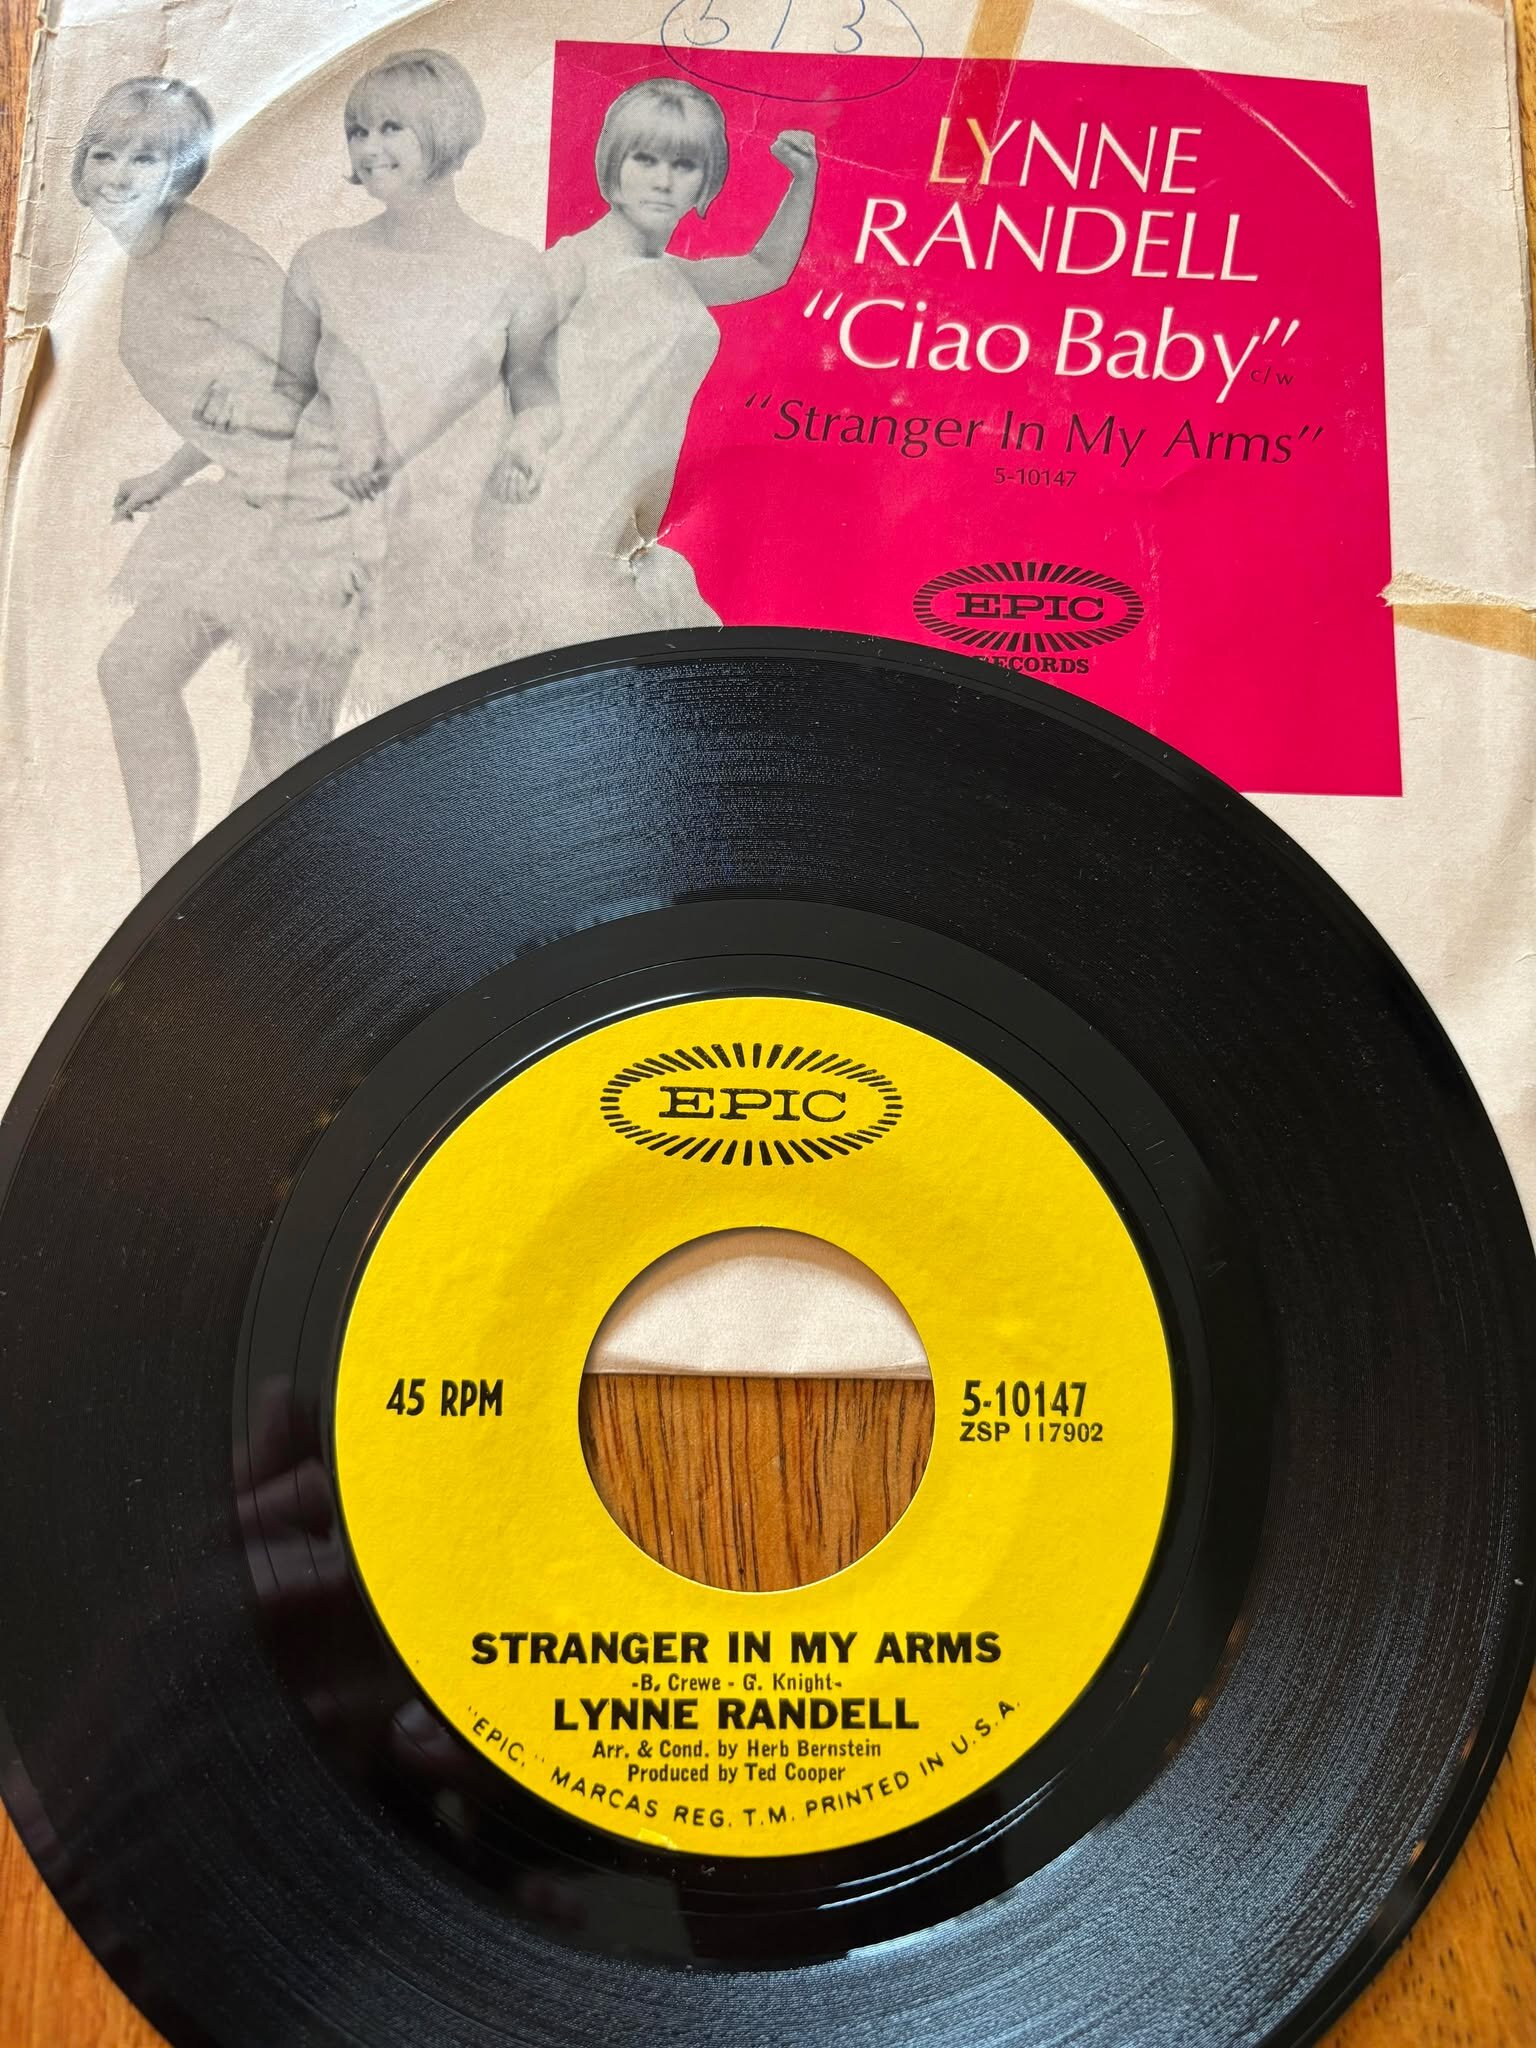 513
LYNNE
RANDELL
"Ciao Baby" c/w
"Stranger In My Arms"
5-10147
EPIC
RECORDS
EPIC
45 RPM
5-10147
ZSP 117902
STRANGER IN MY ARMS
-B. Crewe - G. Knight-
LYNNE RANDELL
Arr. & Cond. by Herb Bernstein
Produced by Ted Cooper
"EPIC," MARCAS REG. T.M. PRINTED IN U.S.A.